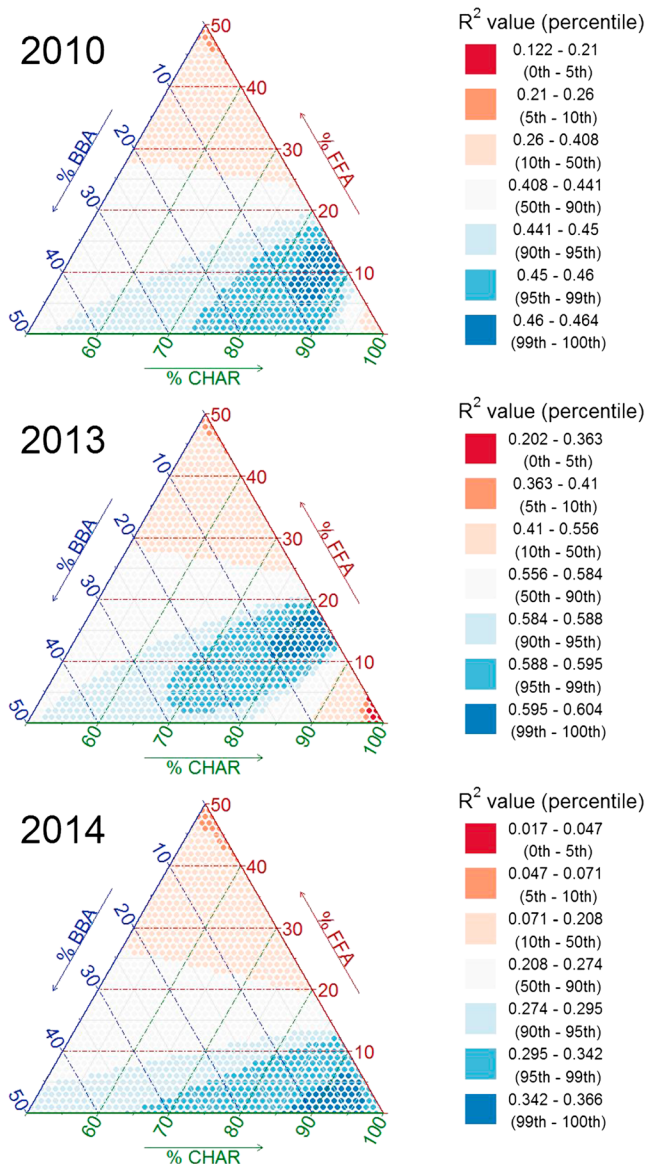 2010
% BBA
% FFA
% CHAR
10
20
30
40
50
50
40
30
20
10
60
70
80
90
100
R² value (percentile)
0.122 - 0.21
(0th - 5th)
0.21 - 0.26
(5th - 10th)
0.26 - 0.408
(10th - 50th)
0.408 - 0.441
(50th - 90th)
0.441 - 0.45
(90th - 95th)
0.45 - 0.46
(95th - 99th)
0.46 - 0.464
(99th - 100th)
2013
% BBA
% FFA
% CHAR
10
20
30
40
50
50
40
30
20
10
60
70
80
90
100
R² value (percentile)
0.202 - 0.363
(0th - 5th)
0.363 - 0.41
(5th - 10th)
0.41 - 0.556
(10th - 50th)
0.556 - 0.584
(50th - 90th)
0.584 - 0.588
(90th - 95th)
0.588 - 0.595
(95th - 99th)
0.595 - 0.604
(99th - 100th)
2014
% BBA
% FFA
% CHAR
10
20
30
40
50
50
40
30
20
10
60
70
80
90
100
R² value (percentile)
0.017 - 0.047
(0th - 5th)
0.047 - 0.071
(5th - 10th)
0.071 - 0.208
(10th - 50th)
0.208 - 0.274
(50th - 90th)
0.274 - 0.295
(90th - 95th)
0.295 - 0.342
(95th - 99th)
0.342 - 0.366
(99th - 100th)